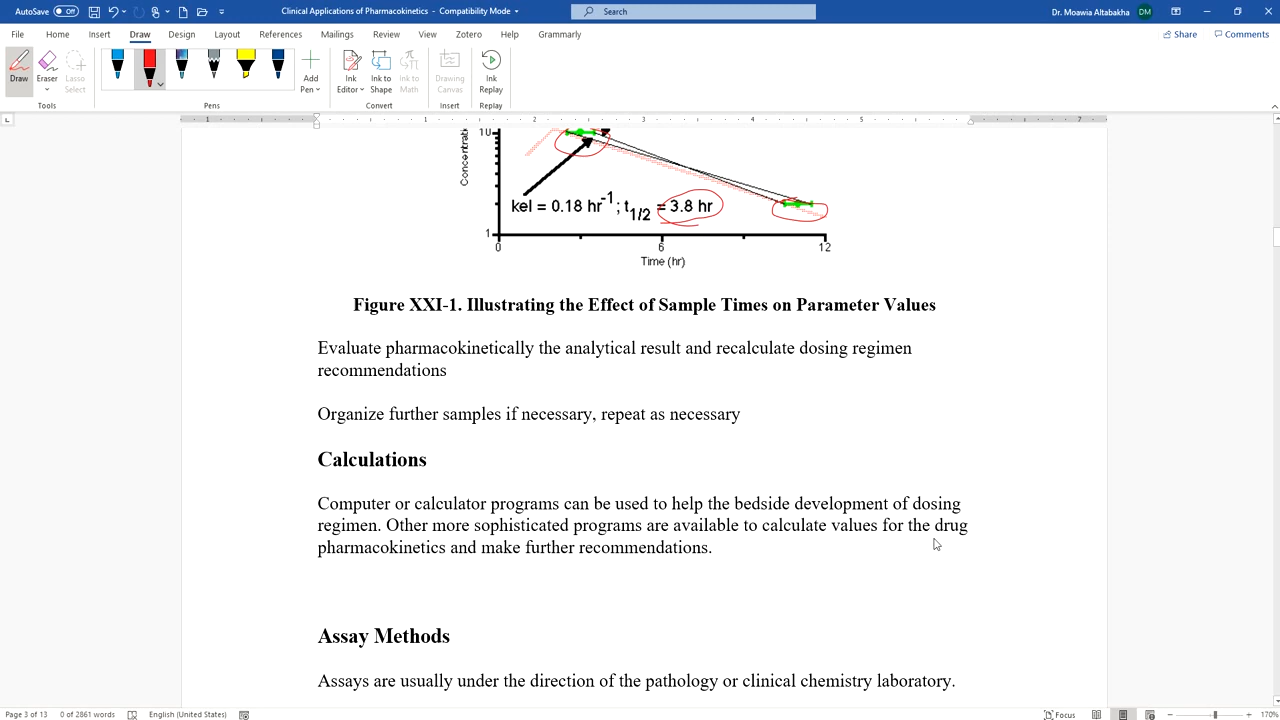 AutoSave Off
Clinical Applications of Pharmacokinetics - Compatibility Mode
Search
Dr. Moawia Altabakha DM
File Home Insert Draw Design Layout References Mailings Review View Zotero Help Grammarly Share Comments
Draw Eraser Lasso Select Add Pen Ink Editor Ink to Shape Ink to Math Drawing Canvas Ink Replay
Tools Pens Convert Insert Replay
1 1 2 3 4 5 7
10
kel = 0.18 hr-1; t1/2 = 3.8 hr
1
0 6 12
Time (hr)
Figure XXI-1. Illustrating the Effect of Sample Times on Parameter Values
Evaluate pharmacokinetically the analytical result and recalculate dosing regimen
recommendations
Organize further samples if necessary, repeat as necessary
Calculations
Computer or calculator programs can be used to help the bedside development of dosing
regimen. Other more sophisticated programs are available to calculate values for the drug
pharmacokinetics and make further recommendations.
Assay Methods
Assays are usually under the direction of the pathology or clinical chemistry laboratory.
Page 3 of 13 0 of 2861 words English (United States) Focus 170%